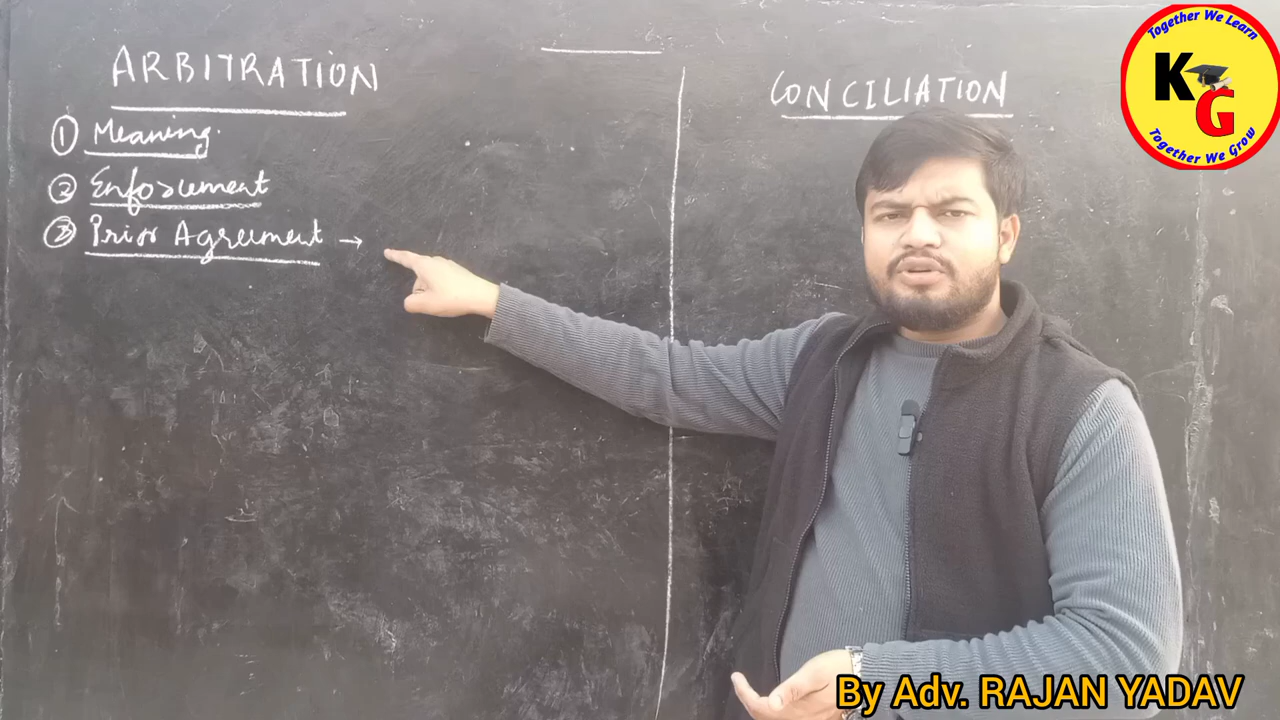 ARBITRATION
① Meaning.
② Enforcement
③ Prior Agreement →
CONCILIATION
Together We Learn
KG
Together We Grow
By Adv. RAJAN YADAV